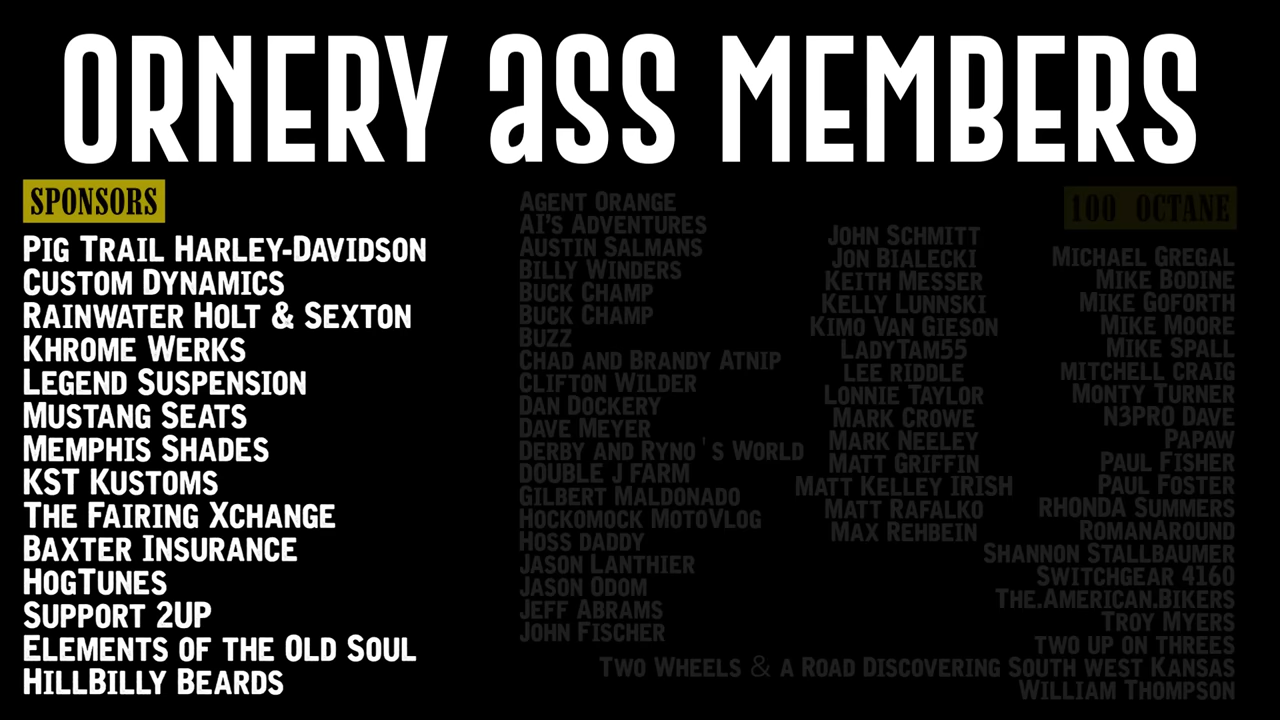 ORNERY ASS MEMBERS
SPONSORS
PIG TRAIL HARLEY-DAVIDSON
CUSTOM DYNAMICS
RAINWATER HOLT & SEXTON
KHROME WERKS
LEGEND SUSPENSION
MUSTANG SEATS
MEMPHIS SHADES
KST KUSTOMS
THE FAIRING XCHANGE
BAXTER INSURANCE
HOGTUNES
SUPPORT 2UP
ELEMENTS OF THE OLD SOUL
HILLBILLY BEARDS
AGENT ORANGE
AI'S ADVENTURES
AUSTIN SALMANS
BILLY WINDERS
BUCK CHAMP
BUCK CHAMP
BUZZ
CHAD AND BRANDY ATNIP
CLIFTON WILDER
DAN DOCKERY
DAVE MEYER
DERBY AND RYNO'S WORLD
DOUBLE J FARM
GILBERT MALDONADO
HOCKOMOCK MOTOVLOG
HOSS DADDY
JASON LANTHIER
JASON ODOM
JEFF ABRAMS
JOHN FISCHER
JOHN SCHMITT
JON BIALECKI
KEITH MESSER
KELLY LUNNSKI
KIMO VAN GIESON
LADYTAM55
LEE RIDDLE
LONNIE TAYLOR
MARK CROWE
MARK NEELEY
MATT GRIFFIN
MATT KELLEY IRISH
MATT RAFALKO
MAX REHBEIN
100 OCTANE
MICHAEL GREGAL
MIKE BODINE
MIKE GOFORTH
MIKE MOORE
MIKE SPALL
MITCHELL CRAIG
MONTY TURNER
N3PRO DAVE
PAPAW
PAUL FISHER
PAUL FOSTER
RHONDA SUMMERS
ROMANAROUND
SHANNON STALLBAUMER
SWITCHGEAR 4160
THE.AMERICAN.BIKERS
TROY MYERS
TWO UP ON THREES
TWO WHEELS & A ROAD DISCOVERING SOUTH WEST KANSAS
WILLIAM THOMPSON